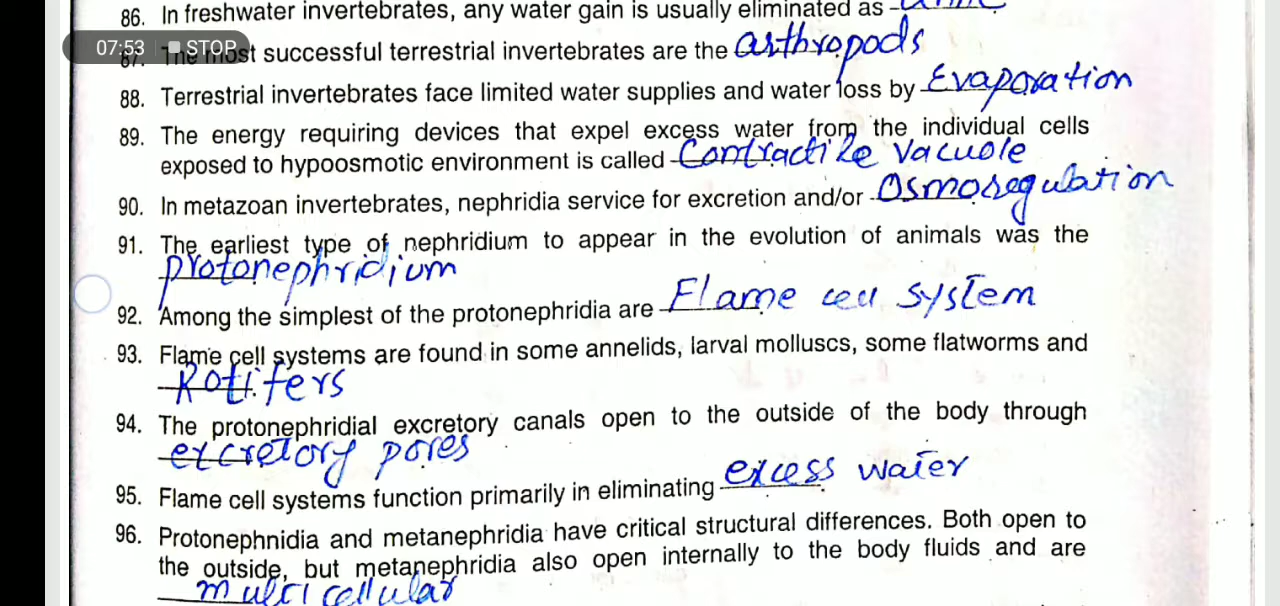 86. In freshwater invertebrates, any water gain is usually eliminated as
07:53 STOP
87. The most successful terrestrial invertebrates are the arthropods
88. Terrestrial invertebrates face limited water supplies and water loss by Evaporation
89. The energy requiring devices that expel excess water from the individual cells
exposed to hypoosmotic environment is called Contractile vacuole
90. In metazoan invertebrates, nephridia service for excretion and/or Osmoregulation
91. The earliest type of nephridium to appear in the evolution of animals was the
protonephridium
92. Among the simplest of the protonephridia are Flame cell system
93. Flame cell systems are found in some annelids, larval molluscs, some flatworms and
Rotifers
94. The protonephridial excretory canals open to the outside of the body through
excretory pores
95. Flame cell systems function primarily in eliminating excess water
96. Protonephnidia and metanephridia have critical structural differences. Both open to
the outside, but metanephridia also open internally to the body fluids and are
multicellular